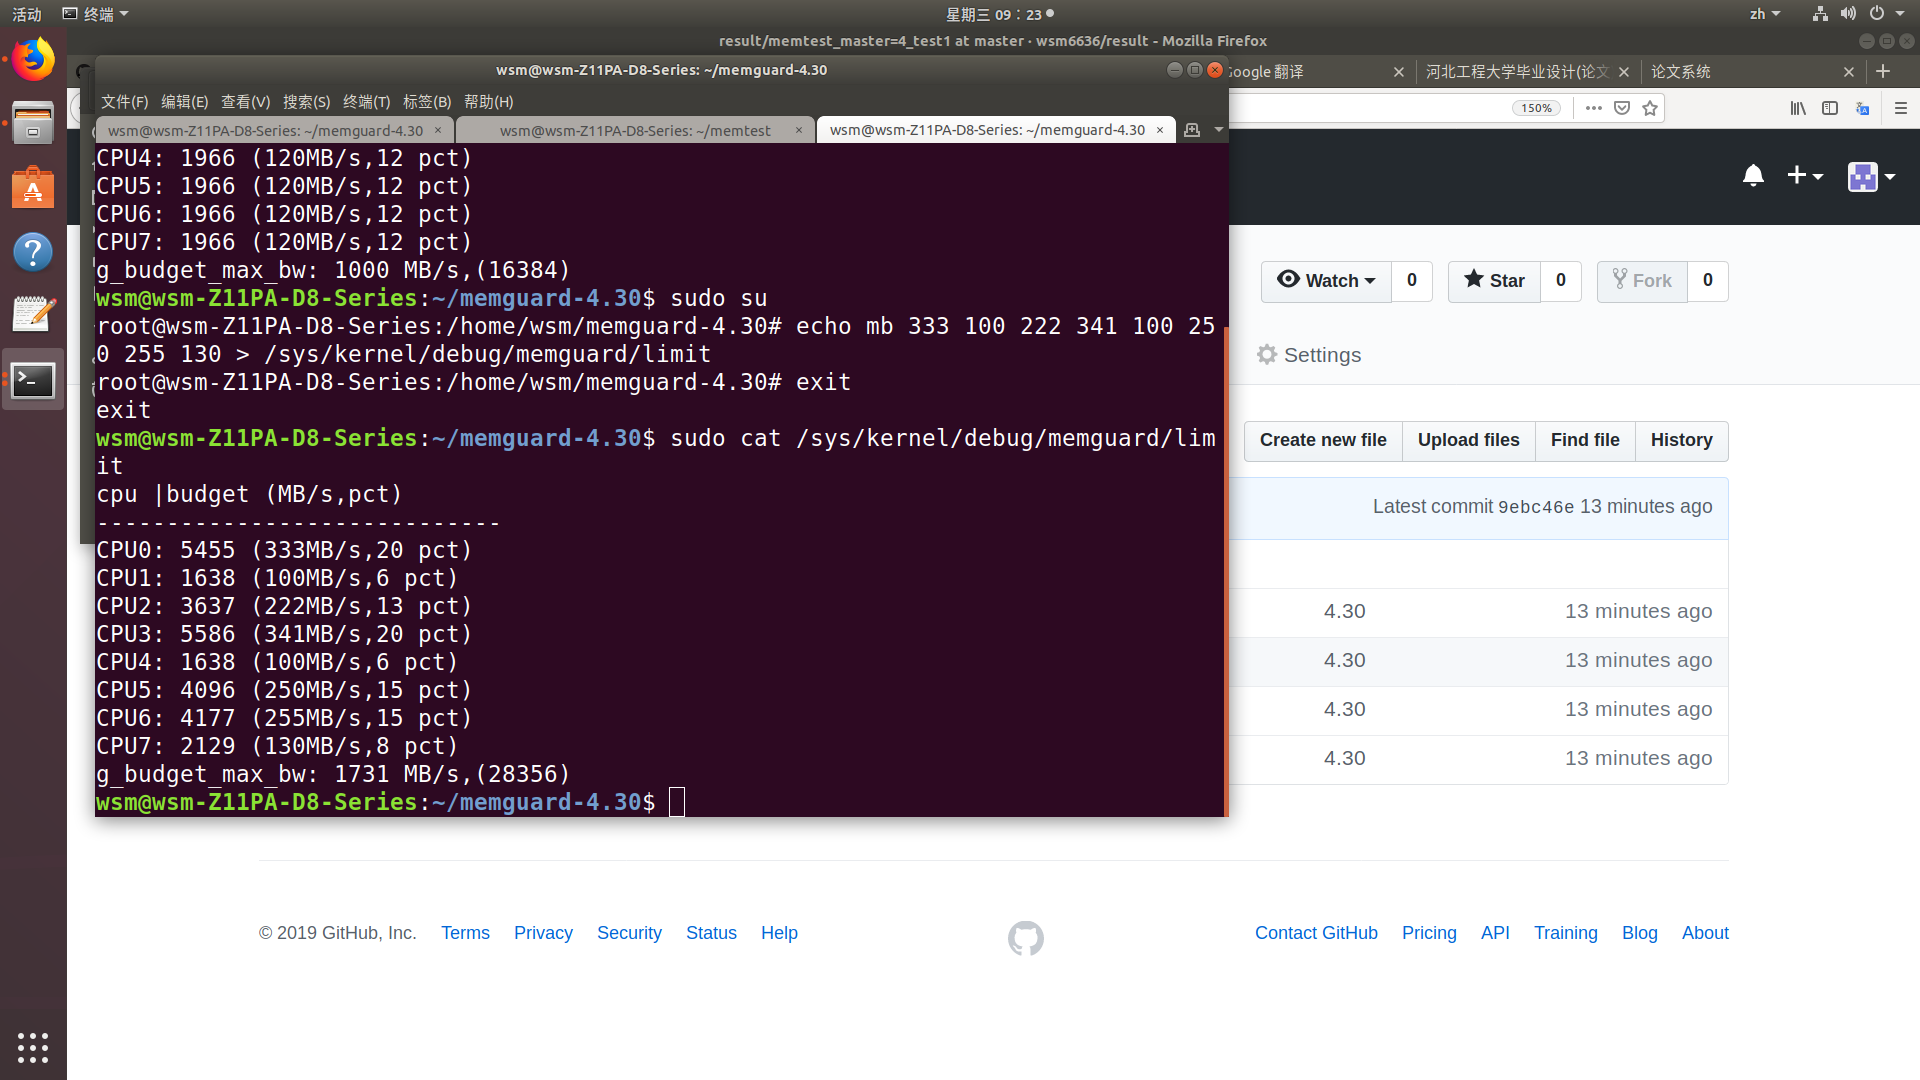 活动
终端
星期三 09：23
zh
result/memtest_master=4_test1 at master · wsm6636/result - Mozilla Firefox
wsm@wsm-Z11PA-D8-Series: ~/memguard-4.30
Google 翻译
河北工程大学毕业设计(论文
论文系统
文件(F) 编辑(E) 查看(V) 搜索(S) 终端(T) 标签(B) 帮助(H)
150%
wsm@wsm-Z11PA-D8-Series: ~/memguard-4.30
wsm@wsm-Z11PA-D8-Series: ~/memtest
wsm@wsm-Z11PA-D8-Series: ~/memguard-4.30
CPU4: 1966 (120MB/s,12 pct)
CPU5: 1966 (120MB/s,12 pct)
CPU6: 1966 (120MB/s,12 pct)
CPU7: 1966 (120MB/s,12 pct)
g_budget_max_bw: 1000 MB/s,(16384)
wsm@wsm-Z11PA-D8-Series:~/memguard-4.30$ sudo su
root@wsm-Z11PA-D8-Series:/home/wsm/memguard-4.30# echo mb 333 100 222 341 100 25
0 255 130 > /sys/kernel/debug/memguard/limit
root@wsm-Z11PA-D8-Series:/home/wsm/memguard-4.30# exit
exit
wsm@wsm-Z11PA-D8-Series:~/memguard-4.30$ sudo cat /sys/kernel/debug/memguard/lim
it
cpu |budget (MB/s,pct)
-----------------------------
CPU0: 5455 (333MB/s,20 pct)
CPU1: 1638 (100MB/s,6 pct)
CPU2: 3637 (222MB/s,13 pct)
CPU3: 5586 (341MB/s,20 pct)
CPU4: 1638 (100MB/s,6 pct)
CPU5: 4096 (250MB/s,15 pct)
CPU6: 4177 (255MB/s,15 pct)
CPU7: 2129 (130MB/s,8 pct)
g_budget_max_bw: 1731 MB/s,(28356)
wsm@wsm-Z11PA-D8-Series:~/memguard-4.30$
Watch 0
Star 0
Fork 0
Settings
Create new file
Upload files
Find file
History
Latest commit 9ebc46e 13 minutes ago
4.30 13 minutes ago
4.30 13 minutes ago
4.30 13 minutes ago
4.30 13 minutes ago
© 2019 GitHub, Inc. Terms Privacy Security Status Help
Contact GitHub Pricing API Training Blog About